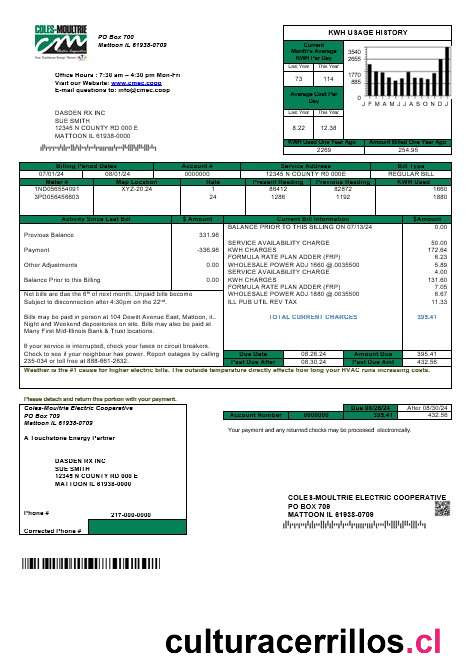 COLES-MOULTRIE
cm
PO Box 709
Mattoon IL 61938-0709
Office Hours : 7:30 am – 4:30 pm Mon-Fri
Visit our Website: www.cmec.coop
E-mail questions to: info@cmec.coop
DASDEN RX INC
SUE SMITH
12345 N COUNTY RD 000 E
MATTOON IL 61938-0000
KWH USAGE HISTORY
Current
Month's Average
KWH Per Day
Last Year This Year
73 114
Average Cost Per
Day
Last Year This Year
8.22 12.38
3540
2655
1770
885
0
J F M A M J J A S O N D J
KWH Used One Year Ago Amount Billed One Year Ago
2269 254.95
Billing Period Dates Account # Service Address Bill Type
07/01/24 08/01/24 0000000 12345 N COUNTY RD 000E REGULAR BILL
Meter # Map Location Rate Present Reading Previous Reading KWH Used
1ND056554091 XYZ-20.24 1 86412 82872 1660
3PD056456603 24 1286 1192 1880
Activity Since Last Bill $ Amount Current Bill Information $Amount
BALANCE PRIOR TO THIS BILLING ON 07/13/24 0.00
Previous Balance 331.98
SERVICE AVAILABILITY CHARGE 50.00
Payment -336.98 KWH CHARGES 172.64
FORMULA RATE PLAN ADDER (FRP) 6.23
Other Adjustments 0.00 WHOLESALE POWER ADJ 1660 @.0035500 5.89
SERVICE AVAILABILITY CHARGE 4.00
Balance Prior to this Billing 0.00 KWH CHARGES 131.60
FORMULA RATE PLAN ADDER (FRP) 7.05
WHOLESALE POWER ADJ 1880 @.0035500 6.67
ILL PUB UTIL REV TAX 11.33
Net bills are due the 6th of next month. Unpaid bills become
Subject to disconnection after 4:30pm on the 22nd.
Bills may be paid in person at 104 Dewitt Avenue East, Mattoon, IL.
Night and Weekend depositories on site. Bills may also be paid at
Many First Mid-Illinois Bank & Trust locations.
TOTAL CURRENT CHARGES 395.41
If your service is interrupted, check your fuses or circuit breakers.
Check to see if your neighbour has power. Report outages by calling
235-034 or toll free at 888-661-2632.
Due Date 08.26.24 Amount Due 395.41
Past Due After 08.30.24 Past Due Amt 432.56
Weather is the #1 cause for higher electric bills. The outside temperature directly effects how long your HVAC runs increasing costs.
Please detach and return this portion with your payment.
Coles-Moultrie Electric Cooperative
PO Box 709
Mattoon IL 61938-0709
A Touchstone Energy Partner
Due 08/26/24 After 08/30/24
Account Number 0000000 395.41 432.56
Your payment and any returned checks may be processed electronically.
DASDEN RX INC
SUE SMITH
12345 N COUNTY RD 000 E
MATTOON IL 61938-0000
Phone # 217-000-0000
Corrected Phone #
COLES-MOULTRIE ELECTRIC COOPERATIVE
PO BOX 709
MATTOON IL 61938-0709
culturacerrillos.cl